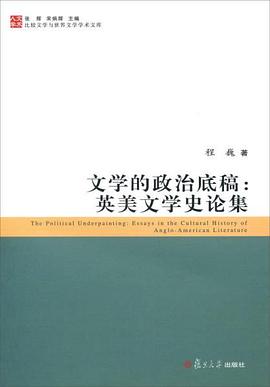 张 辉 宋炳辉 主编
比较文学与世界文学学术文库
程 巍 著
文学的政治底稿：
英美文学史论集
The Political Underpainting: Essays in the Cultural History of
Anglo-American Literature
復旦大學出版社